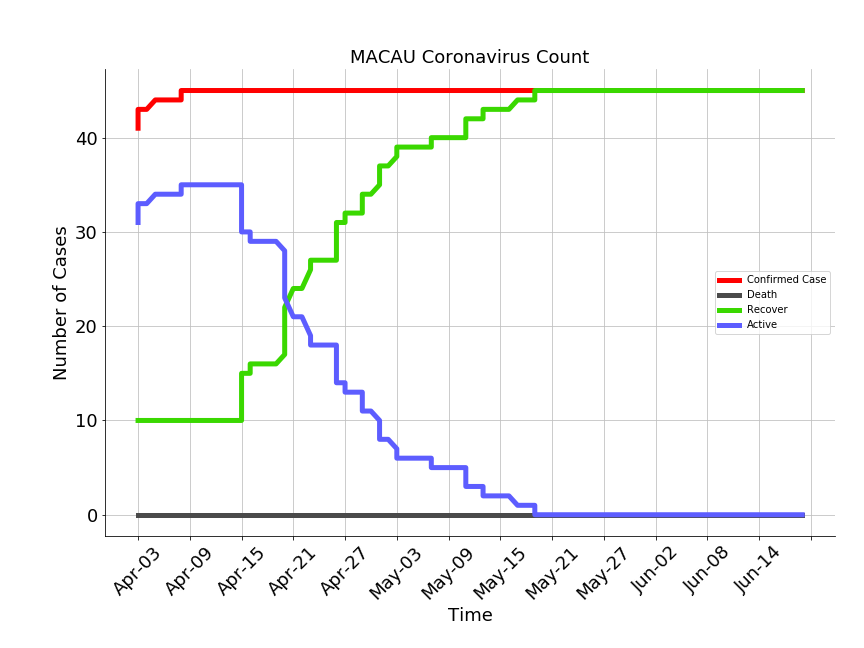 MACAU Coronavirus Count
Number of Cases
40
30
20
10
0
Confirmed Case
Death
Recover
Active
Apr-03
Apr-09
Apr-15
Apr-21
Apr-27
May-03
May-09
May-15
May-21
May-27
Jun-02
Jun-08
Jun-14
Time